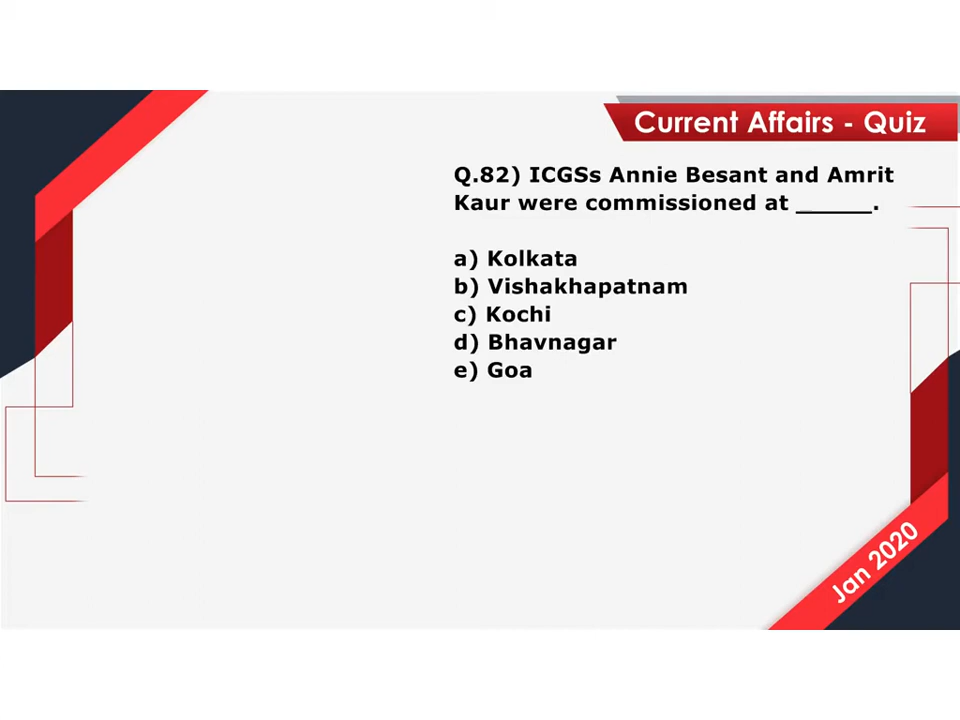 Current Affairs - Quiz
Q.82) ICGSs Annie Besant and Amrit
Kaur were commissioned at ______.
a) Kolkata
b) Vishakhapatnam
c) Kochi
d) Bhavnagar
e) Goa
Jan 2020